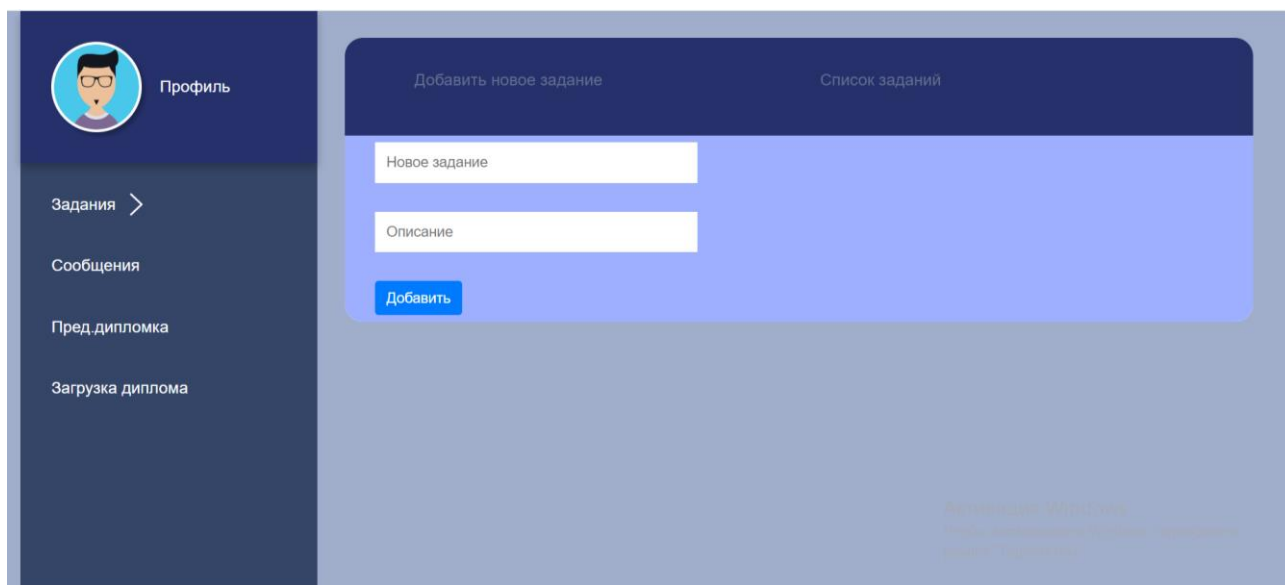 Профиль
Добавить новое задание
Список заданий
Новое задание
Задания
Описание
Сообщения
Добавить
Пред.дипломка
Загрузка диплома